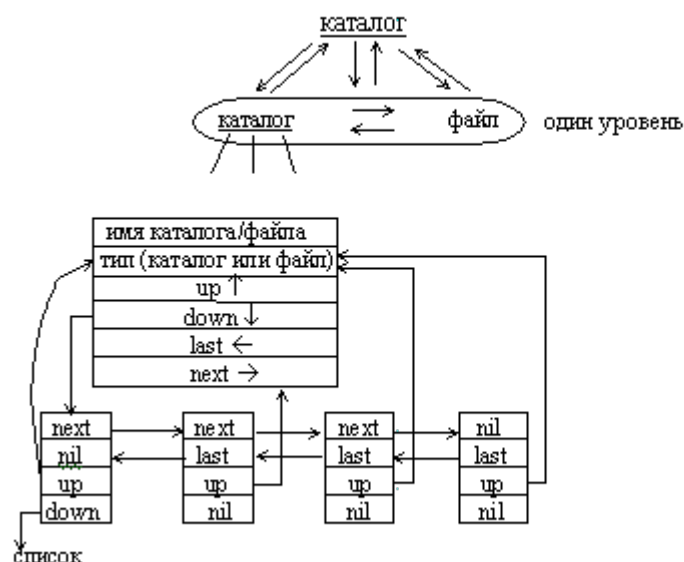 каталог
каталог файл один уровень
имя каталога/файла
тип (каталог или файл)
up ↑
down ↓
last ←
next →
next next next nil
nil last last last
up up up up
down nil nil nil
список